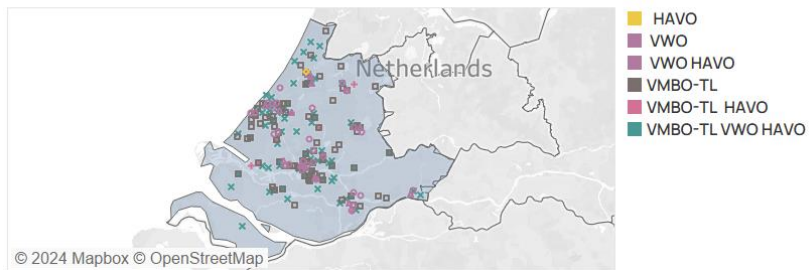 Netherlands
© 2024 Mapbox © OpenStreetMap
HAVO
VWO
VWO HAVO
VMBO-TL
VMBO-TL HAVO
VMBO-TL VWO HAVO